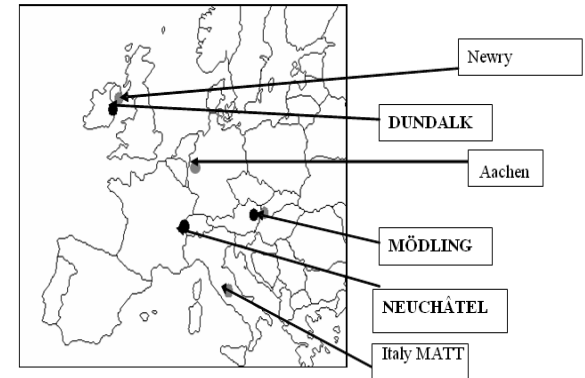 Newry
DUNDALK
Aachen
MÖDLING
NEUCHÂTEL
Italy MATT